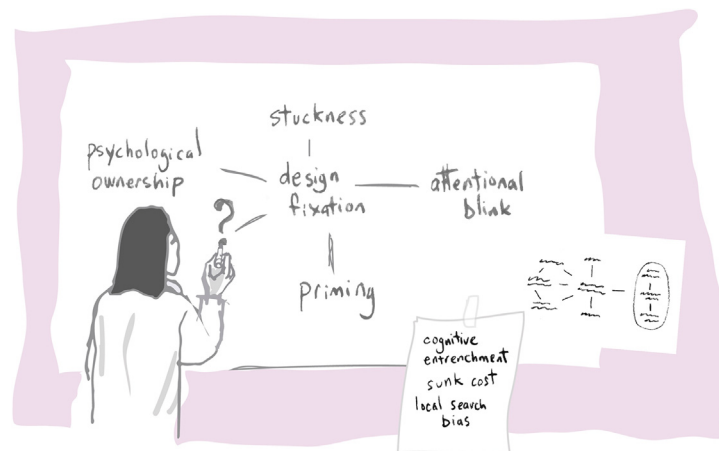 stuckness
psychological
ownership
design
fixation
attentional
blink
?
priming
cognitive
entrenchment
sunk cost
local search
bias